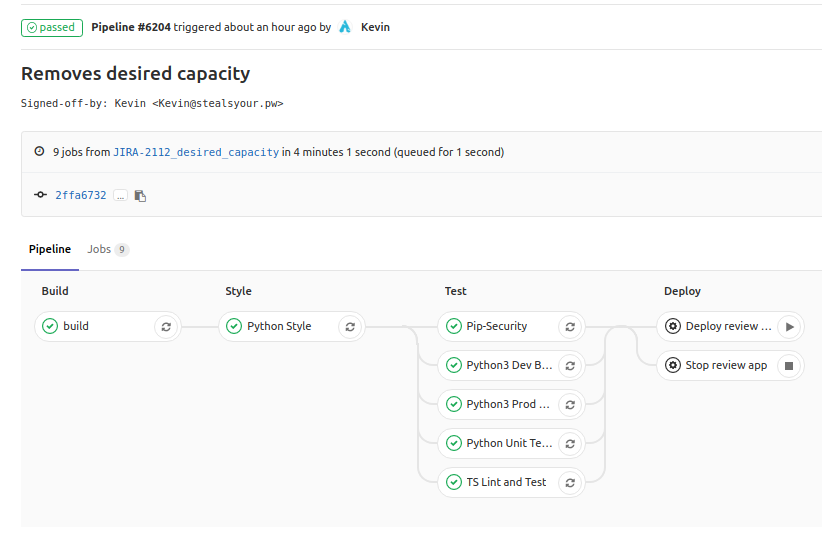 passed Pipeline #6204 triggered about an hour ago by Kevin
Removes desired capacity
Signed-off-by: Kevin <Kevin@stealsyour.pw>
9 jobs from JIRA-2112_desired_capacity in 4 minutes 1 second (queued for 1 second)
2ffa6732 ...
Pipeline Jobs 9
Build Style Test Deploy
build Python Style Pip-Security Deploy review ...
Python3 Dev B... Stop review app
Python3 Prod ...
Python Unit Te...
TS Lint and Test